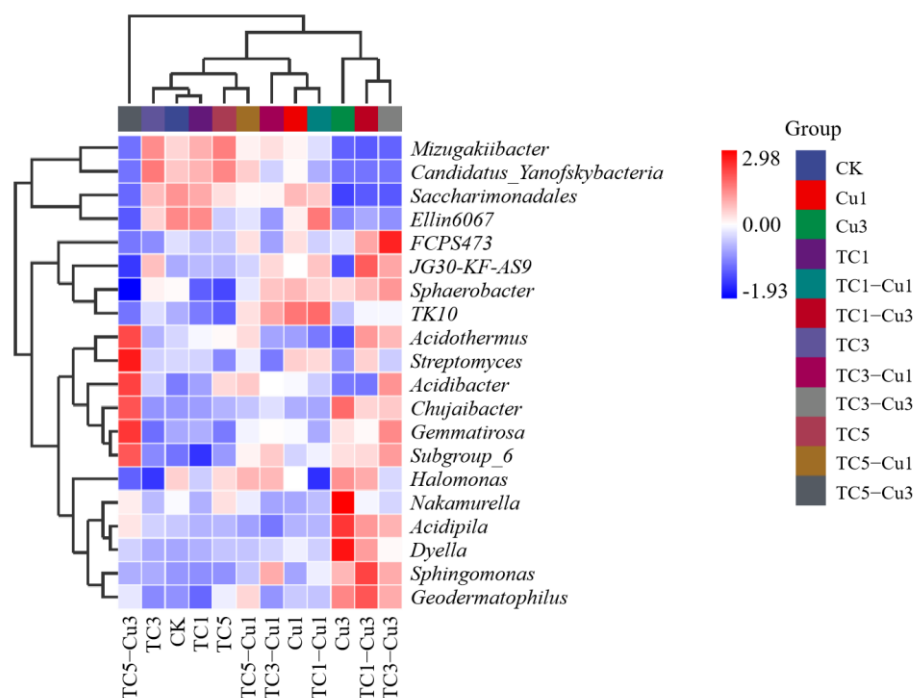 Mizugakiibacter
Candidatus_Yanofskybacteria
Saccharimonadales
Ellin6067
FCPS473
JG30-KF-AS9
Sphaerobacter
TK10
Acidothermus
Streptomyces
Acidibacter
Chujaibacter
Gemmatirosa
Subgroup_6
Halomonas
Nakamurella
Acidipila
Dyella
Sphingomonas
Geodermatophilus
TC5-Cu3
TC3
CK
TC1
TC5
TC5-Cu1
TC3-Cu1
Cu1
TC1-Cu1
Cu3
TC1-Cu3
TC3-Cu3
2.98
0.00
-1.93
Group
CK
Cu1
Cu3
TC1
TC1-Cu1
TC1-Cu3
TC3
TC3-Cu1
TC3-Cu3
TC5
TC5-Cu1
TC5-Cu3